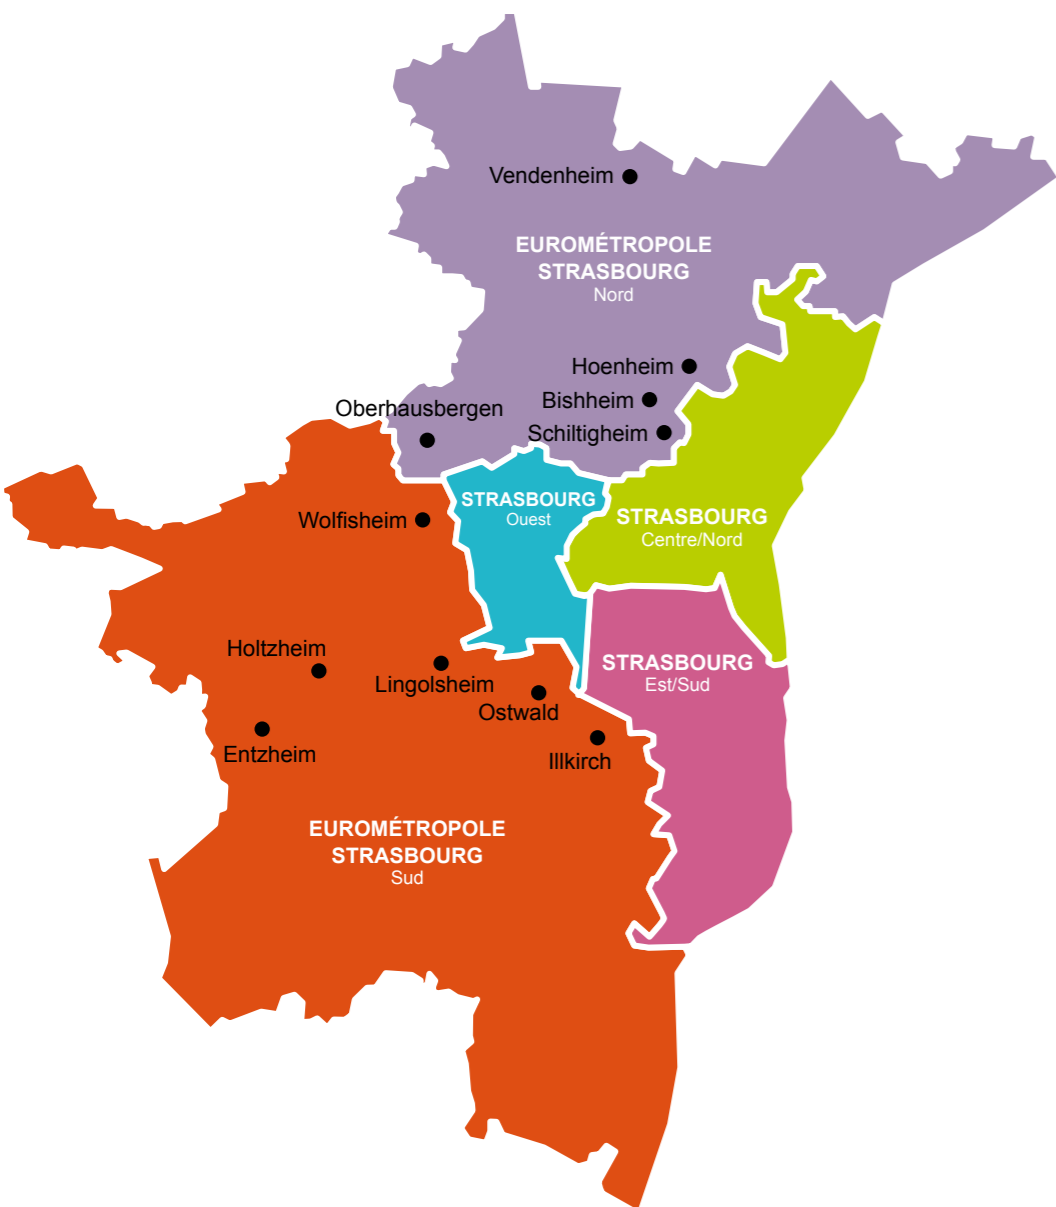 Vendenheim
EUROMÉTROPOLE
STRASBOURG
Nord
Hoenheim
Bishheim
Oberhausbergen
Schiltigheim
STRASBOURG
Ouest
STRASBOURG
Centre/Nord
Wolfisheim
Holtzheim
STRASBOURG
Est/Sud
Lingolsheim
Ostwald
Entzheim
Illkirch
EUROMÉTROPOLE
STRASBOURG
Sud